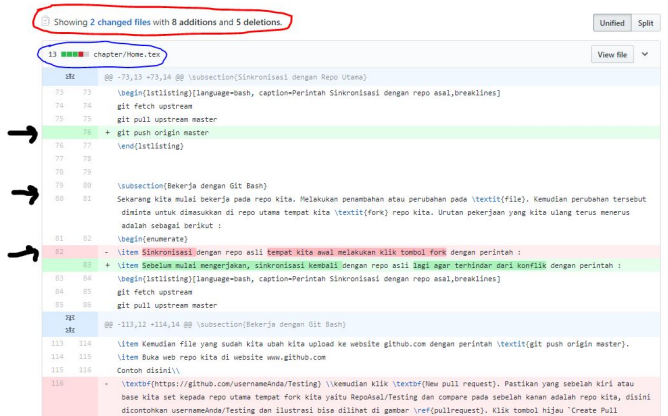 Showing 2 changed files with 8 additions and 5 deletions.
Unified Split
13 chapter/Home.tex
View file
@@ -73,13 +73,14 @@ \subsection{Sinkronisasi dengan Repo Utama}
73 73 \begin{lstlisting}[language=bash, caption=Perintah Sinkronisasi dengan repo asal,breaklines]
74 74 git fetch upstream
75 75 git pull upstream master
76 + git push origin master
76 77 \end{lstlisting}
77 78
78 79
79 80 \subsection{Bekerja dengan Git Bash}
80 81 Sekarang kita mulai bekerja pada repo kita. Melakukan penambahan atau perubahan pada \textit{file}. Kemudian perubahan tersebut
diminta untuk dimasukkan di repo utama tempat kita \textit{fork} repo kita. Urutan pekerjaan yang kita ulang terus menerus
adalah sebagai berikut :
81 82 \begin{enumerate}
82 - \item Sinkronisasi dengan repo asli tempat kita awal melakukan klik tombol fork dengan perintah :
83 + \item Sebelum mulai mengerjakan, sinkronisasi kembali dengan repo asli lagi agar terhindar dari konflik dengan perintah :
83 84 \begin{lstlisting}[language=bash, caption=Perintah Sinkronisasi dengan repo asal,breaklines]
84 85 git fetch upstream
85 86 git pull upstream master
@@ -113,12 +114,14 @@ \subsection{Bekerja dengan Git Bash}
113 114 \item Kemudian file yang sudah kita ubah kita upload ke website github.com dengan perintah \textit{git push origin master}.
114 115 \item Buka web repo kita di website www.github.com
115 116 Contoh disini\\
116 - \textbf{https://github.com/usernameAnda/Testing} \\kemudian klik \textbf{New pull request}. Pastikan yang sebelah kiri atau
base kita set kepada repo utama tempat fork kita yaitu RepoAsal/Testing dan compare pada sebelah kanan adalah repo kita, disini
dicontohkan usernameAnda/Testing dan ilustrasi bisa dilihat di gambar \ref{pullrequest}. Klik tombol hijau `Create Pull